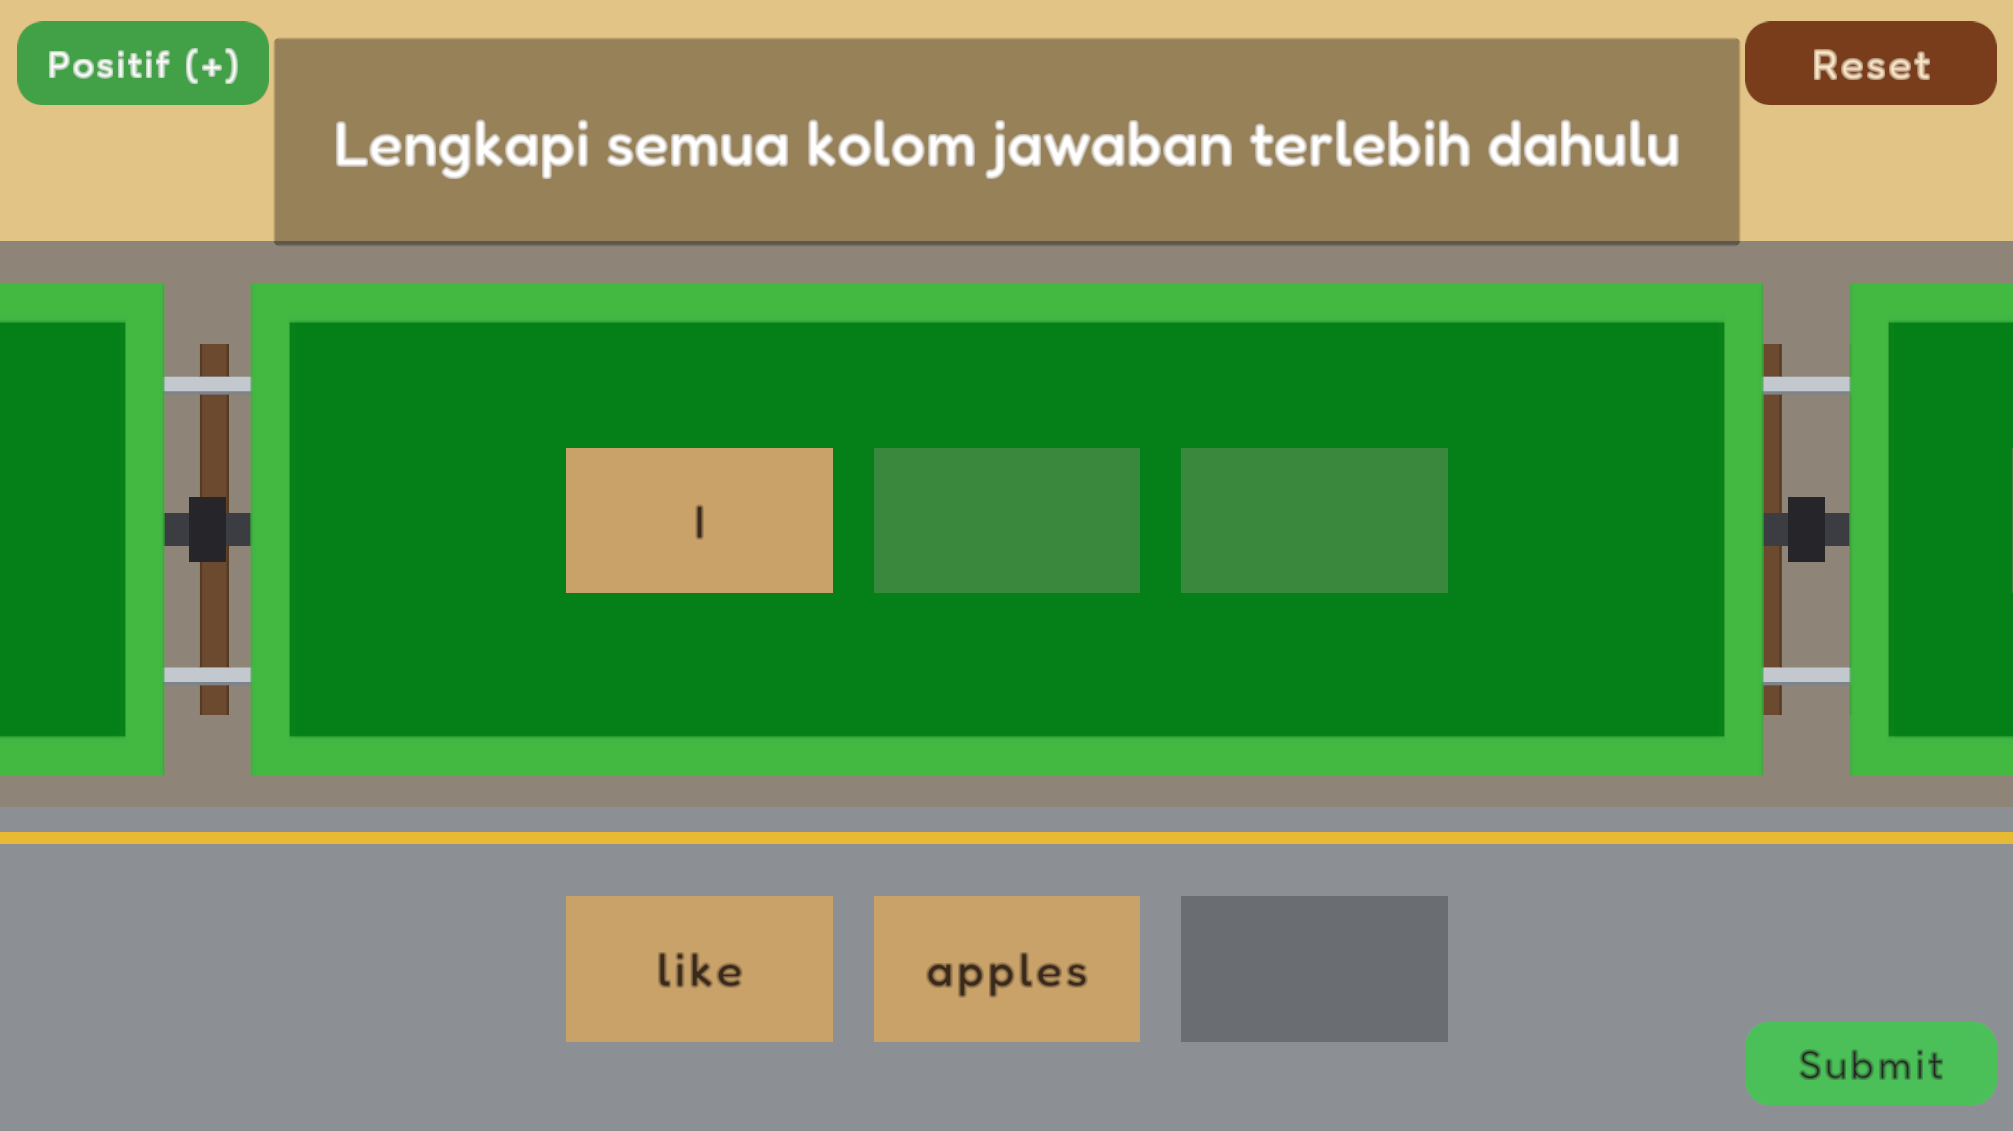 Positif (+)
Lengkapi semua kolom jawaban terlebih dahulu
Reset
I
like
apples
Submit